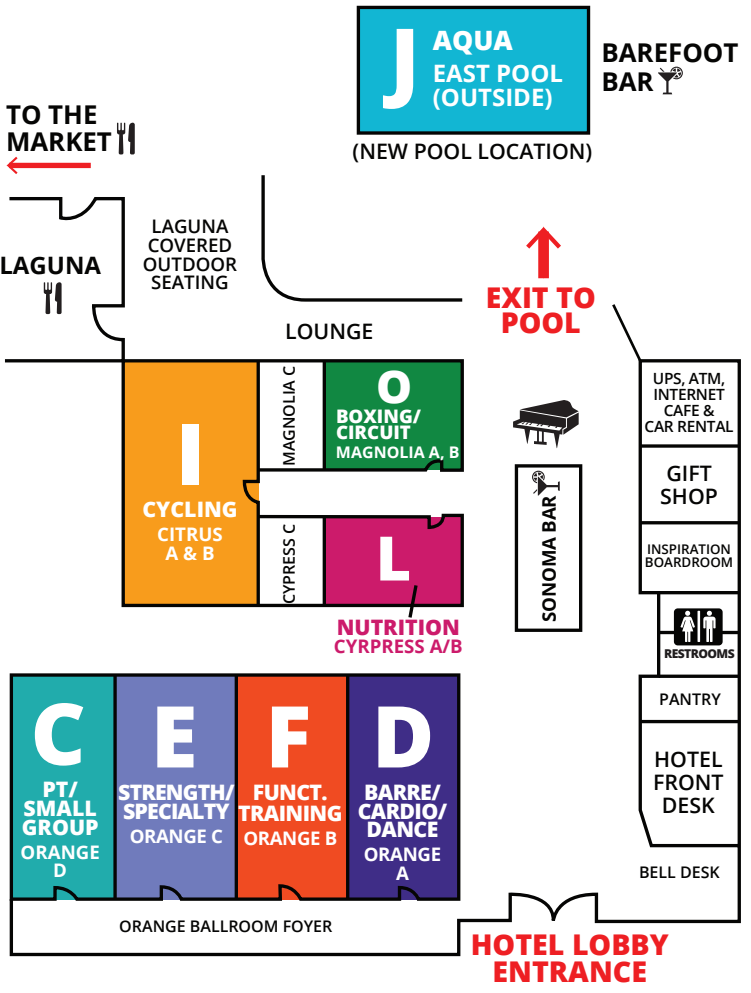 J
AQUA
EAST POOL
(OUTSIDE)
BAREFOOT
BAR
(NEW POOL LOCATION)
TO THE
MARKET
LAGUNA
LAGUNA
COVERED
OUTDOOR
SEATING
EXIT TO
POOL
LOUNGE
I
CYCLING
CITRUS
A & B
MAGNOLIA C
O
BOXING/
CIRCUIT
MAGNOLIA A, B
CYPRESS C
L
NUTRITION
CYRPRESS A/B
SONOMA BAR
UPS, ATM,
INTERNET
CAFE &
CAR RENTAL
GIFT
SHOP
INSPIRATION
BOARDROOM
RESTROOMS
PANTRY
HOTEL
FRONT
DESK
BELL DESK
C
PT/
SMALL
GROUP
ORANGE
D
E
STRENGTH/
SPECIALTY
ORANGE C
F
FUNCT.
TRAINING
ORANGE B
D
BARRE/
CARDIO/
DANCE
ORANGE
A
ORANGE BALLROOM FOYER
HOTEL LOBBY
ENTRANCE